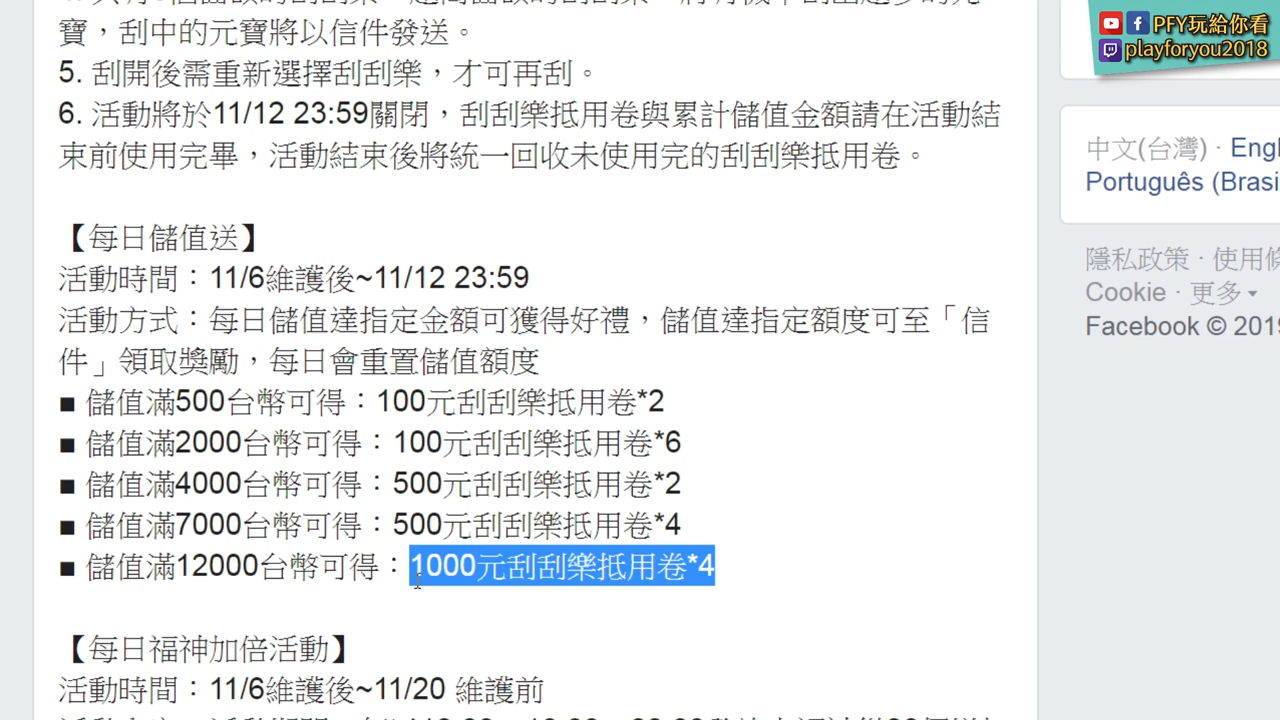 寶，刮中的元寶將以信件發送。
5. 刮開後需重新選擇刮刮樂，才可再刮。
6. 活動將於11/12 23:59關閉，刮刮樂抵用卷與累計儲值金額請在活動結
束前使用完畢，活動結束後將統一回收未使用完的刮刮樂抵用卷。
【每日儲值送】
活動時間：11/6維護後~11/12 23:59
活動方式：每日儲值達指定金額可獲得好禮，儲值達指定額度可至「信
件」領取獎勵，每日會重置儲值額度
■ 儲值滿500台幣可得：100元刮刮樂抵用卷*2
■ 儲值滿2000台幣可得：100元刮刮樂抵用卷*6
■ 儲值滿4000台幣可得：500元刮刮樂抵用卷*2
■ 儲值滿7000台幣可得：500元刮刮樂抵用卷*4
■ 儲值滿12000台幣可得：1000元刮刮樂抵用卷*4
【每日福神加倍活動】
活動時間：11/6維護後~11/20 維護前
PFY玩給你看
playforyou2018
中文(台灣) · Engl
Português (Brasi
隱私政策 · 使用條
Cookie · 更多
Facebook © 2019